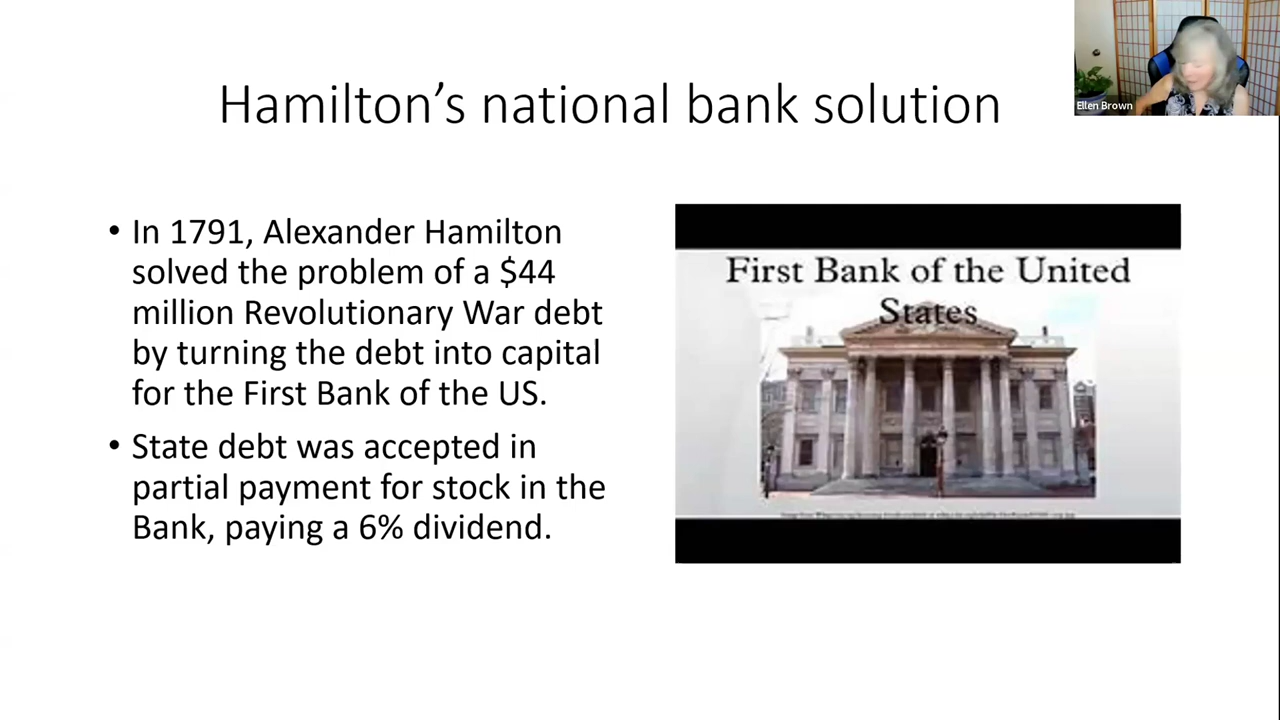 Hamilton’s national bank solution
Ellen Brown
• In 1791, Alexander Hamilton
solved the problem of a $44
million Revolutionary War debt
by turning the debt into capital
for the First Bank of the US.
• State debt was accepted in
partial payment for stock in the
Bank, paying a 6% dividend.
First Bank of the United
States